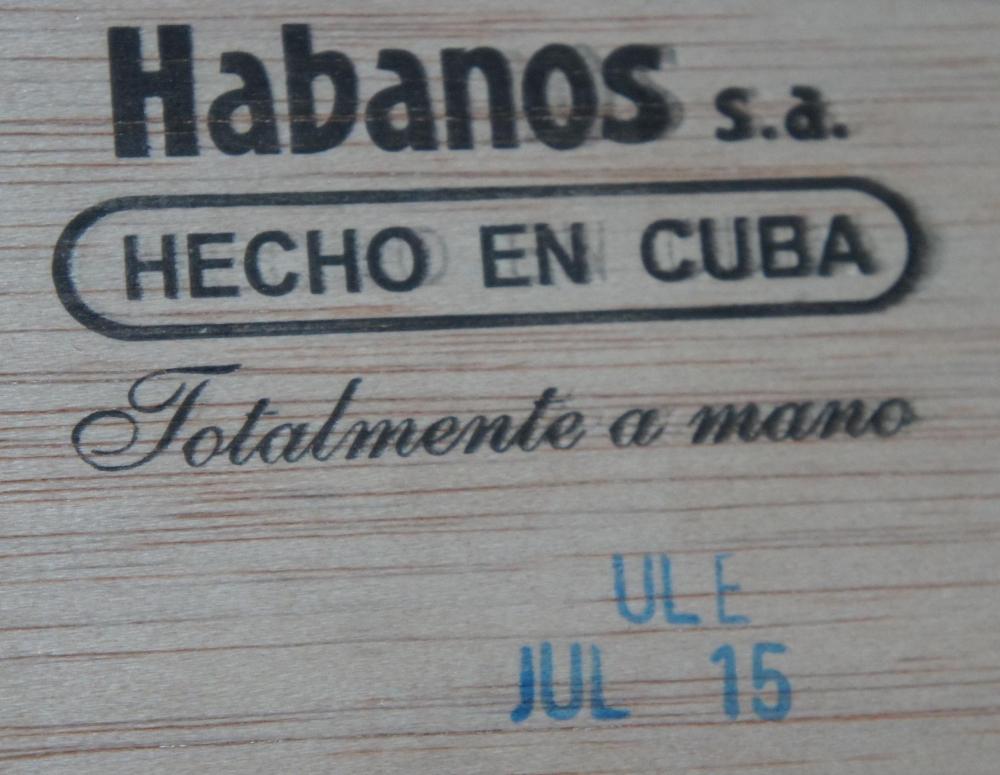 Habanos s.a.
HECHO EN CUBA
Totalmente a mano
ULE
JUL 15